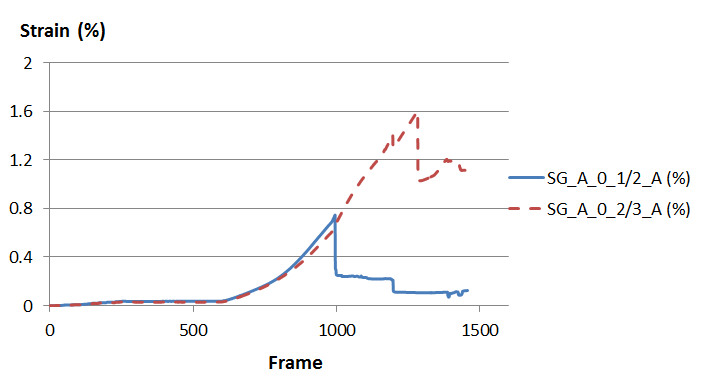 Strain (%)
2
1.6
1.2
0.8
0.4
0
0 500 1000 1500
Frame
SG_A_0_1/2_A (%)
SG_A_0_2/3_A (%)